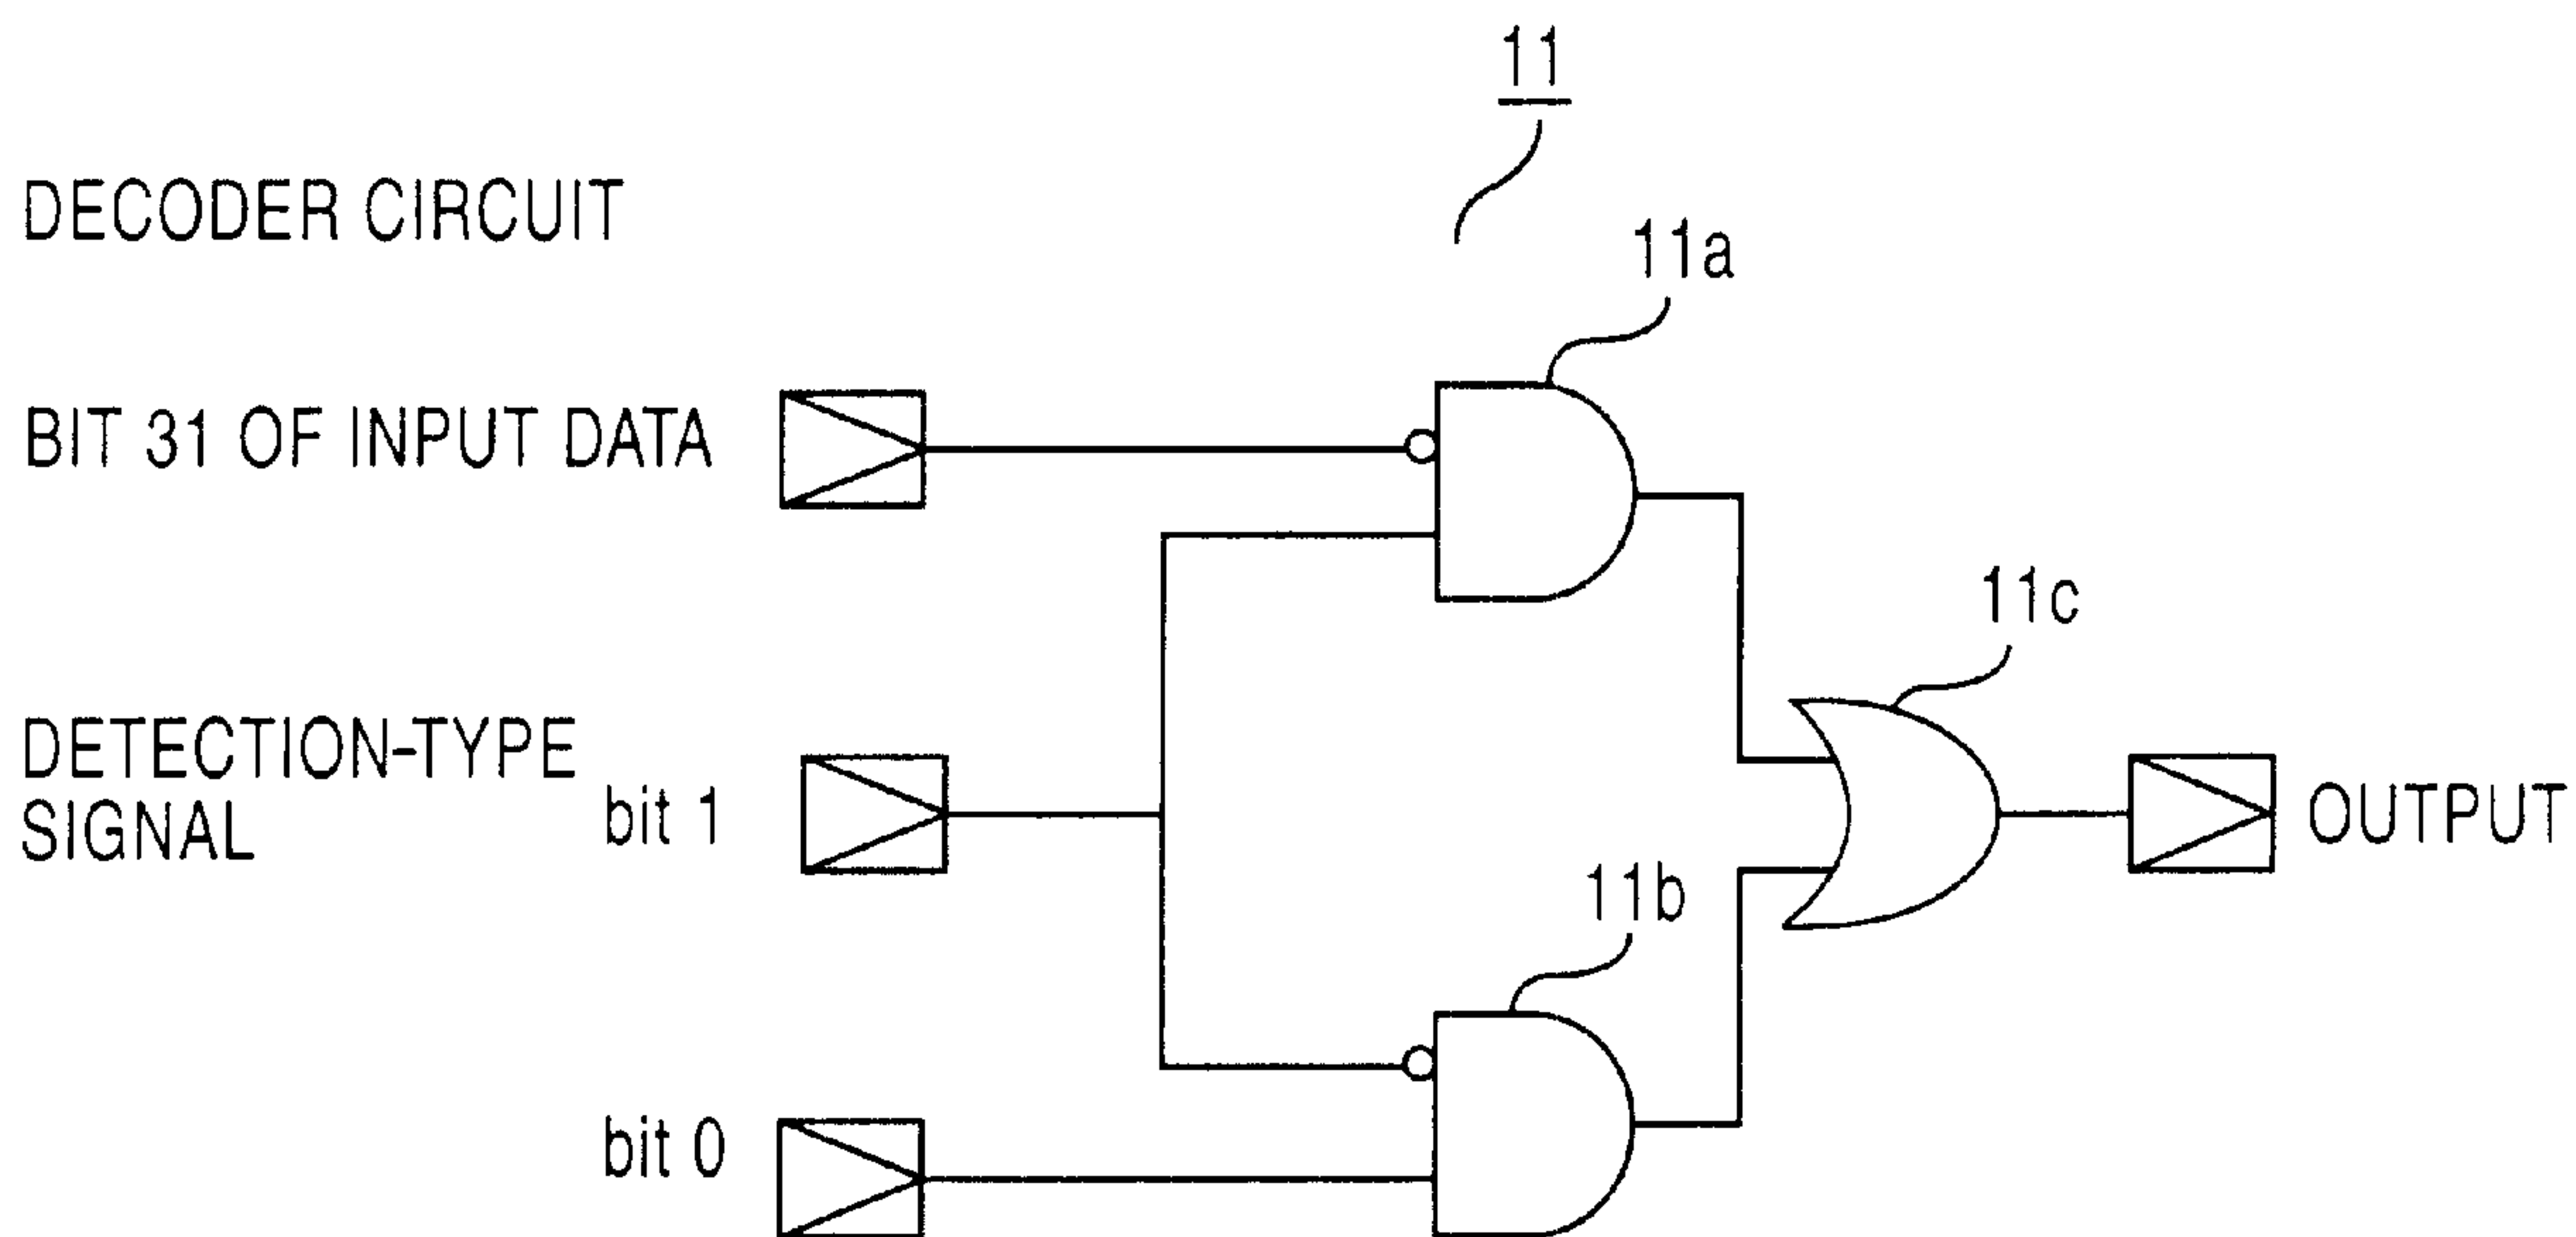 11
DECODER CIRCUIT
11a
BIT 31 OF INPUT DATA
11c
DETECTION-TYPE
SIGNAL
bit 1
OUTPUT
11b
bit 0